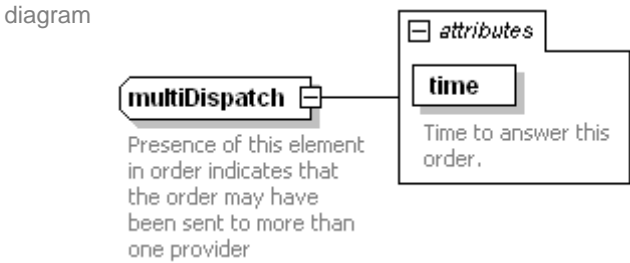 diagram
attributes
multiDispatch
time
Presence of this element
in order indicates that
the order may have
been sent to more than
one provider
Time to answer this
order.